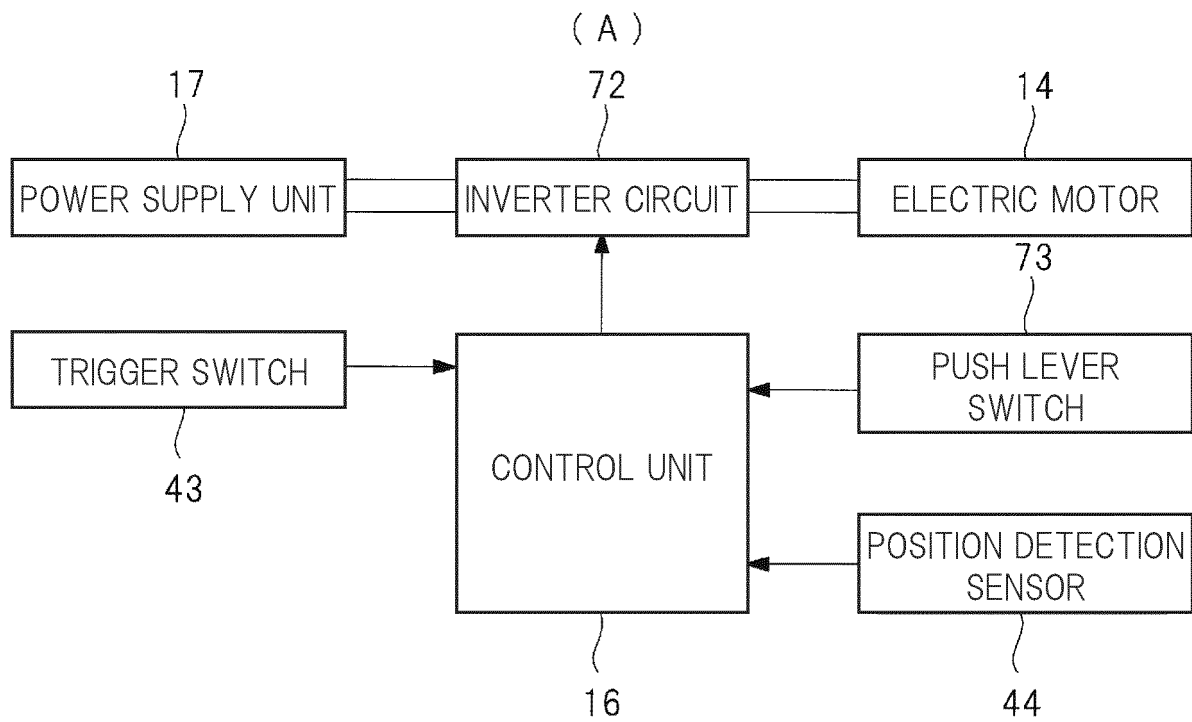 ( A )
17
72
14
POWER SUPPLY UNIT
INVERTER CIRCUIT
ELECTRIC MOTOR
73
TRIGGER SWITCH
PUSH LEVER
SWITCH
CONTROL UNIT
43
POSITION DETECTION
SENSOR
16
44